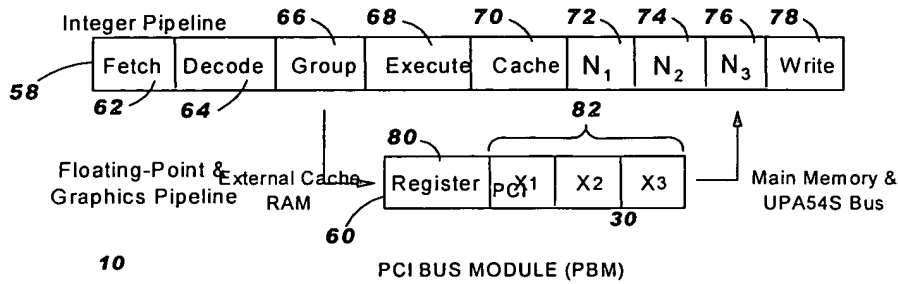 Integer Pipeline
66 68 70 72 74 76 78
58 Fetch Decode Group Execute Cache N1 N2 N3 Write
62 64
82
80
Floating-Point & Graphics Pipeline
External Cache RAM
Register PCI X1 X2 X3
Main Memory & UPA54S Bus
60 30
10
PCI BUS MODULE (PBM)